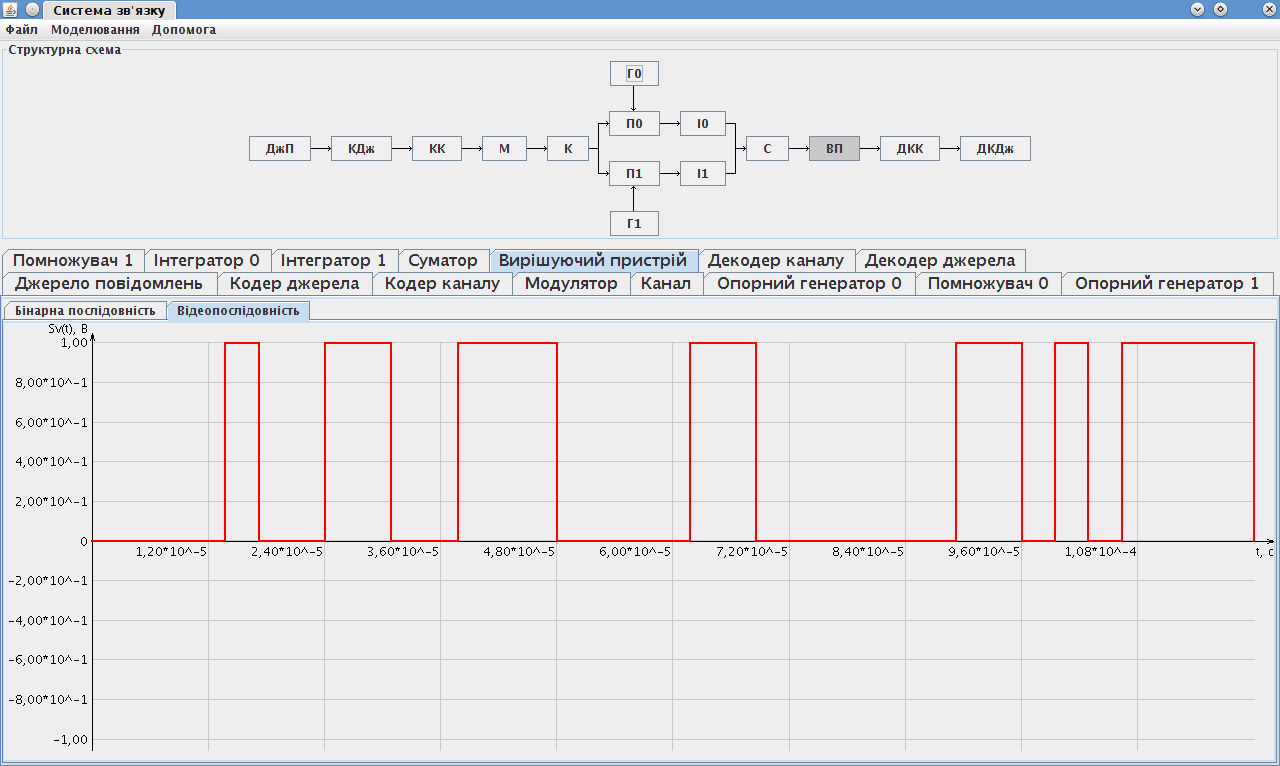 Система зв'язку
Файл Моделювання Допомога
Структурна схема
Г0
П0 І0
ДжП КДж КК М К С ВП ДКК ДКДж
П1 І1
Г1
Помножувач 1 Інтегратор 0 Інтегратор 1 Суматор Вирішуючий пристрій Декодер каналу Декодер джерела
Джерело повідомлень Кодер джерела Кодер каналу Модулятор Канал Опорний генератор 0 Помножувач 0 Опорний генератор 1
Бінарна послідовність Відеопослідовність
Sv(t), В
1,00
8,00*10^-1
6,00*10^-1
4,00*10^-1
2,00*10^-1
0
1,20*10^-5 2,40*10^-5 3,60*10^-5 4,80*10^-5 6,00*10^-5 7,20*10^-5 8,40*10^-5 9,60*10^-5 1,08*10^-4 t, с
-2,00*10^-1
-4,00*10^-1
-6,00*10^-1
-8,00*10^-1
-1,00